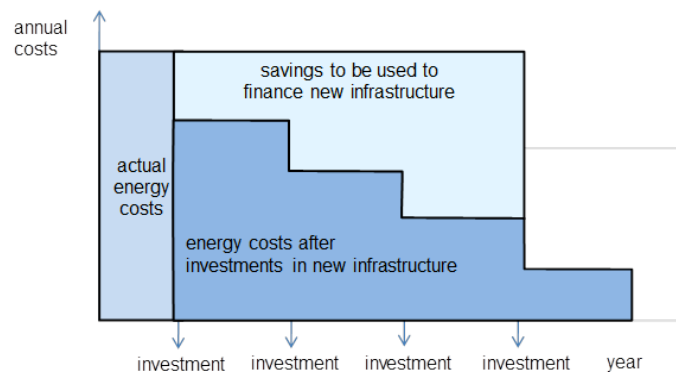 annual
costs
savings to be used to
finance new infrastructure
actual
energy
costs
energy costs after
investments in new infrastructure
investment
investment
investment
investment
year